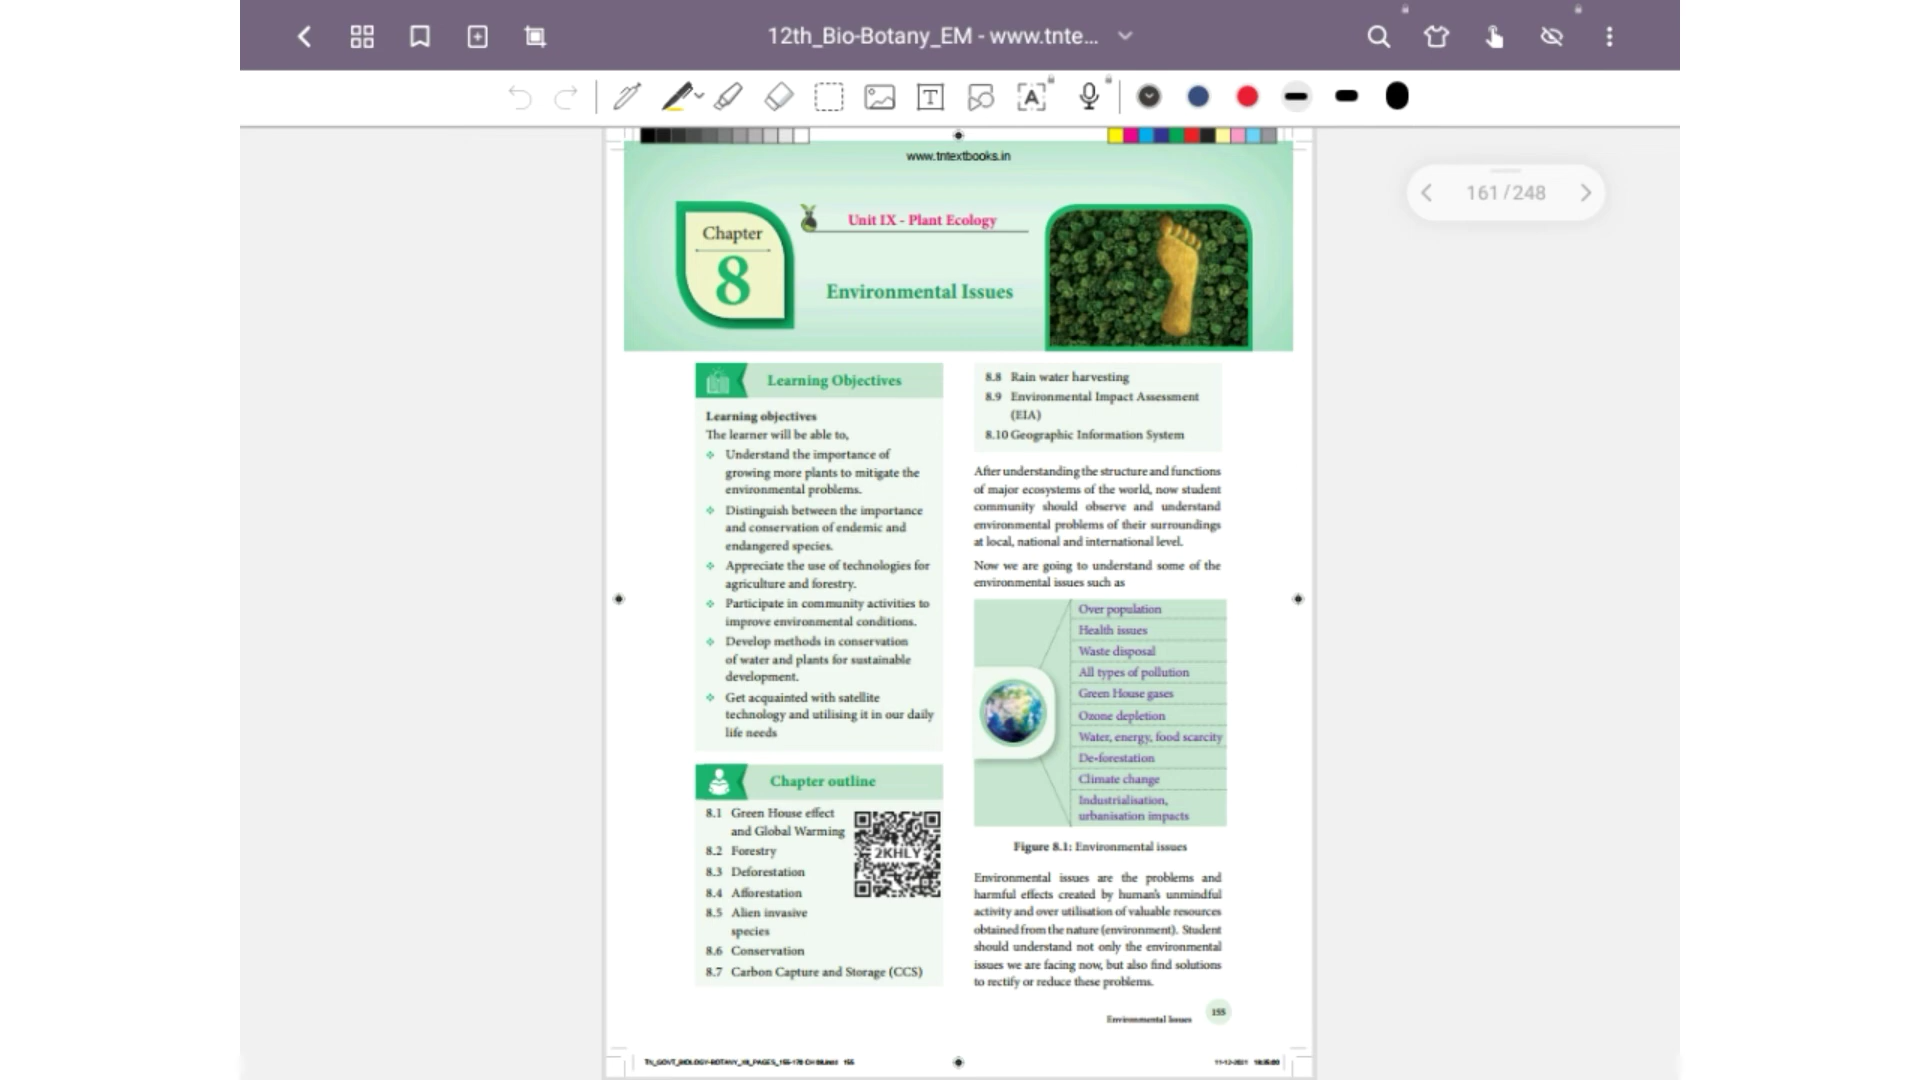 12th_Bio-Botany_EM - www.tnte...
161/248
www.tntextbooks.in
Chapter
8
Unit IX - Plant Ecology
Environmental Issues
Learning Objectives
Learning objectives
The learner will be able to,
Understand the importance of
growing more plants to mitigate the
environmental problems.
Distinguish between the importance
and conservation of endemic and
endangered species.
Appreciate the use of technologies for
agriculture and forestry.
Participate in community activities to
improve environmental conditions.
Develop methods in conservation
of water and plants for sustainable
development.
Get acquainted with satellite
technology and utilising it in our daily
life needs
Chapter outline
8.1 Green House effect
and Global Warming
8.2 Forestry
8.3 Deforestation
8.4 Afforestation
8.5 Alien invasive
species
8.6 Conservation
8.7 Carbon Capture and Storage (CCS)
2KHLY
8.8 Rain water harvesting
8.9 Environmental Impact Assessment
(EIA)
8.10 Geographic Information System
After understanding the structure and functions
of major ecosystems of the world, now student
community should observe and understand
environmental problems of their surroundings
at local, national and international level.
Now we are going to understand some of the
environmental issues such as
Over population
Health issues
Waste disposal
All types of pollution
Green House gases
Ozone depletion
Water, energy, food scarcity
De-forestation
Climate change
Industrialisation,
urbanisation impacts
Figure 8.1: Environmental issues
Environmental issues are the problems and
harmful effects created by human's unmindful
activity and over utilisation of valuable resources
obtained from the nature (environment). Student
should understand not only the environmental
issues we are facing now, but also find solutions
to rectify or reduce these problems.
Environmental Issues 155